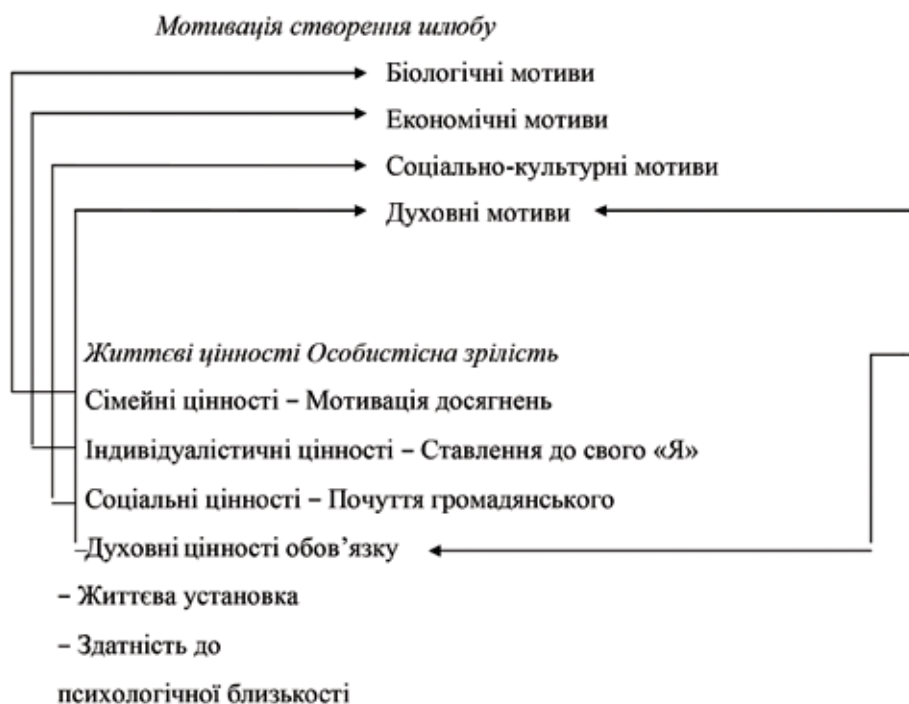 Мотивація створення шлюбу
Біологічні мотиви
Економічні мотиви
Соціально-культурні мотиви
Духовні мотиви
Життєві цінності Особистісна зрілість
Сімейні цінності – Мотивація досягнень
Індивідуалістичні цінності – Ставлення до свого «Я»
Соціальні цінності – Почуття громадянського
Духовні цінності обов’язку
– Життєва установка
– Здатність до
психологічної близькості